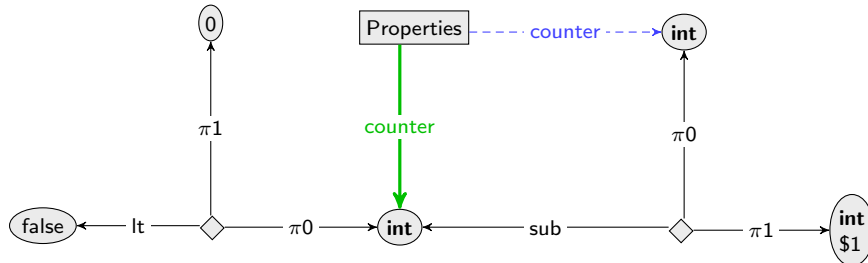 0
Properties
counter
int
π1
counter
π0
false
lt
π0
int
sub
π1
int
$1